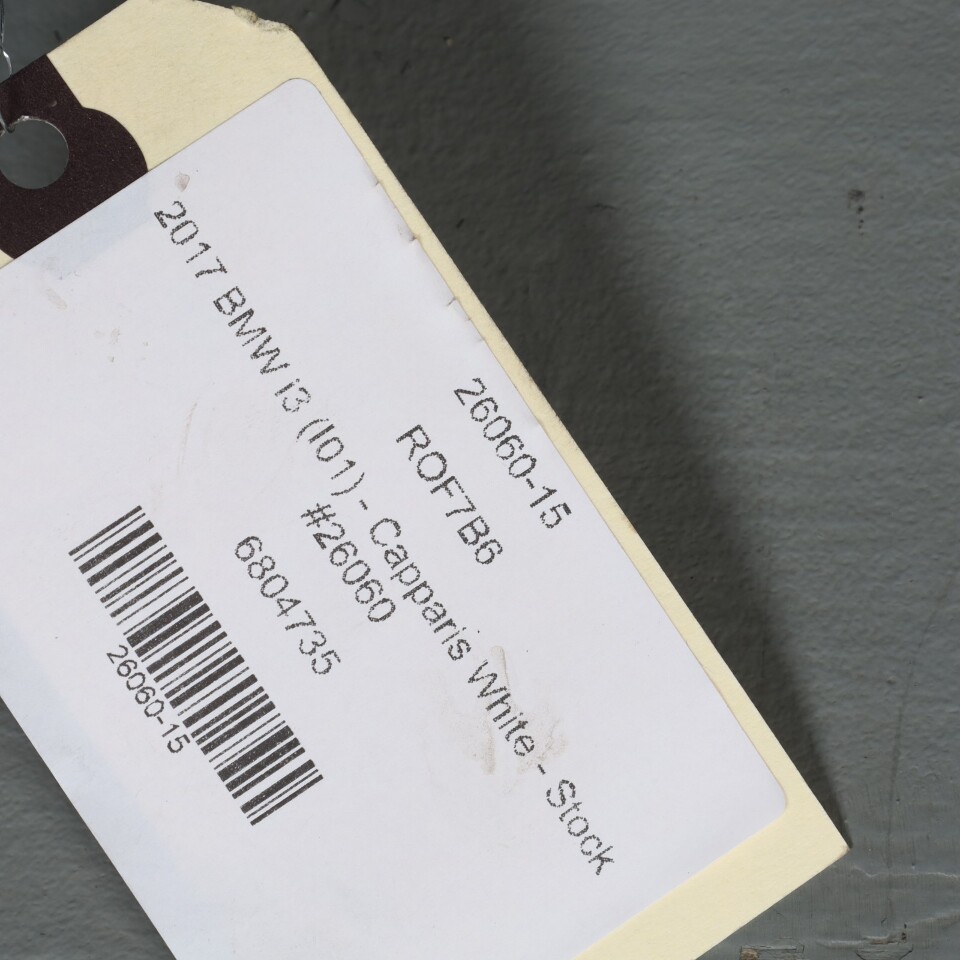 26060-15
ROF7B6
2017 BMW i3 (I01) - Capparis White - Stock
#26060
6804735
26060-15